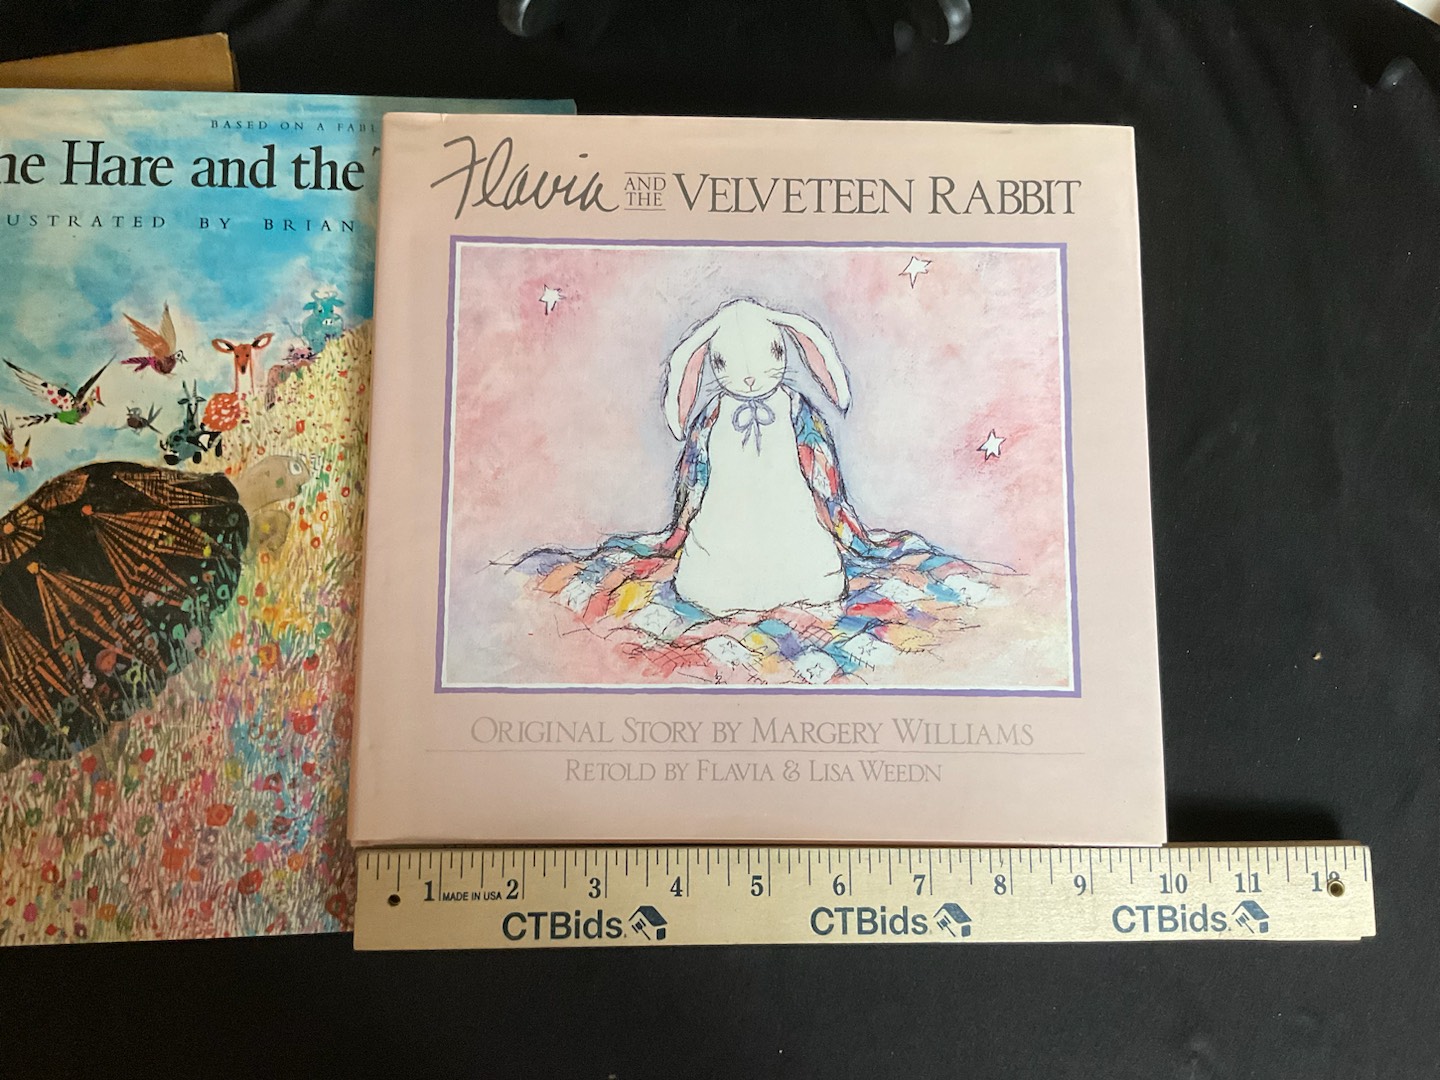 BASED ON A
he Hare and the
USTRATED BY BRIAN
Flavia AND THE VELVETEEN RABBIT
ORIGINAL STORY BY MARGERY WILLIAMS
RETOLD BY FLAVIA & LISA WEEDN
1 MADE IN USA 2 3 4 5 6 7 8 9 10 11 12
CTBids CTBids CTBids